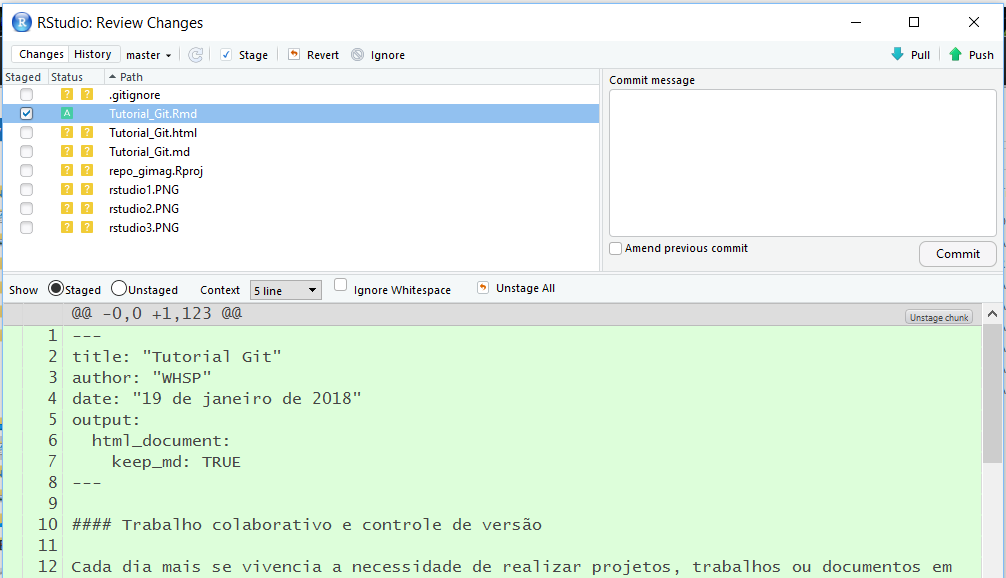 RStudio: Review Changes
Changes History master Stage Revert Ignore Pull Push
Staged Status Path
Commit message
? ? .gitignore
A Tutorial_Git.Rmd
? ? Tutorial_Git.html
? ? Tutorial_Git.md
? ? repo_gimag.Rproj
? ? rstudio1.PNG
? ? rstudio2.PNG
? ? rstudio3.PNG
Amend previous commit
Commit
Show Staged Unstaged Context 5 line Ignore Whitespace Unstage All
@@ -0,0 +1,123 @@ Unstage chunk
1 ---
2 title: "Tutorial Git"
3 author: "WHSP"
4 date: "19 de janeiro de 2018"
5 output:
6 html_document:
7 keep_md: TRUE
8 ---
9
10 #### Trabalho colaborativo e controle de versão
11
12 Cada dia mais se vivencia a necessidade de realizar projetos, trabalhos ou documentos em